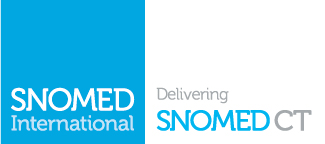 SNOMED
International
Delivering
SNOMED CT